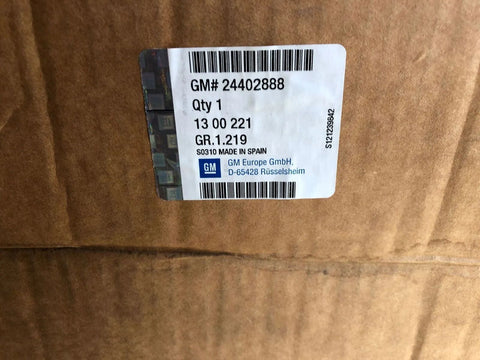 GM# 24402888
Qty 1
13 00 221
GR.1.219
S0310 MADE IN SPAIN
GM
GM Europe GmbH,
D-65428 Rüsselsheim
S121239842